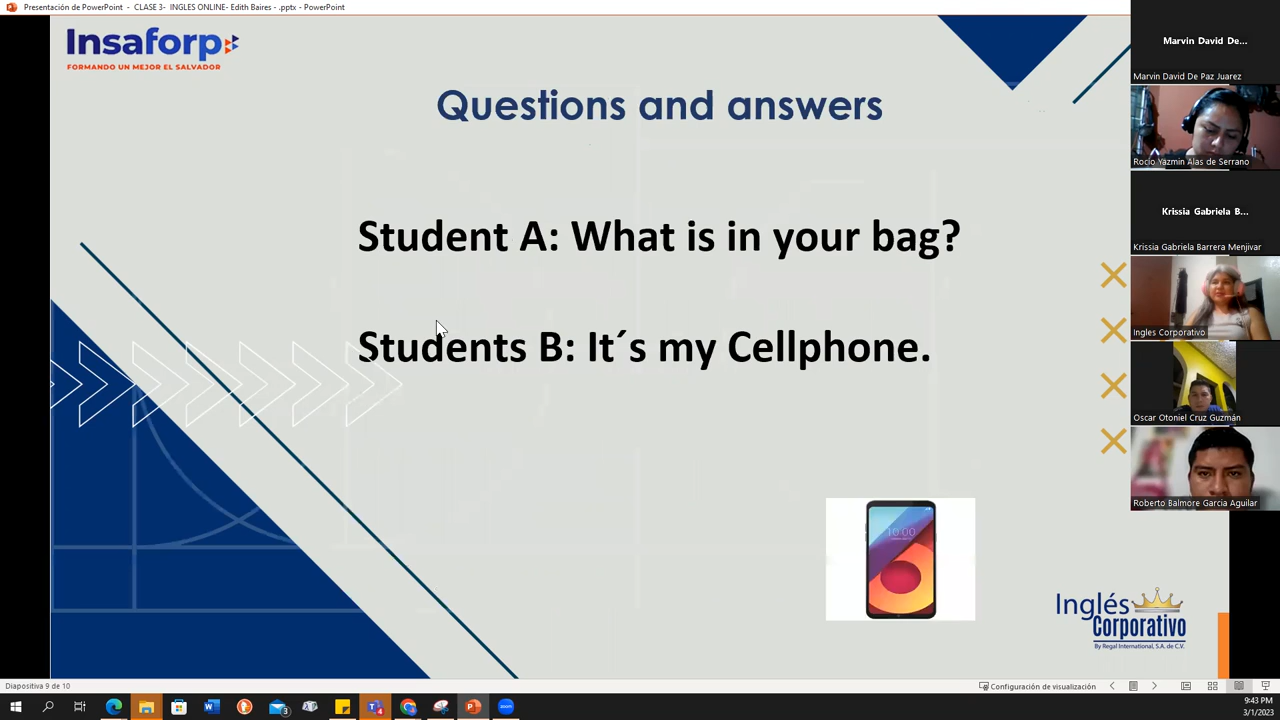 Presentación de PowerPoint - CLASE 3- INGLES ONLINE- Edith Baires - .pptx - PowerPoint
Insaforp
FORMANDO UN MEJOR EL SALVADOR
Questions and answers
Student A: What is in your bag?
Students B: It´s my Cellphone.
10:00
Inglés
Corporativo
By Regal International, S.A. de C.V.
Marvin David De...
Marvin David De Paz Juarez
Rocío Yazmin Alas de Serrano
Krissia Gabriela B...
Krissia Gabriela Barrera Menjivar
Ingles Corporativo
Oscar Otoniel Cruz Guzmán
Roberto Balmore Garcia Aguilar
Diapositiva 9 de 10
Configuración de visualización
9:43 PM
3/1/2023